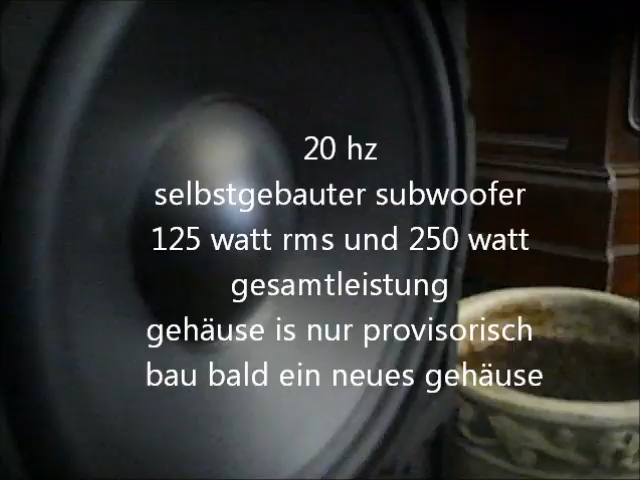 20 hz
selbstgebauter subwoofer
125 watt rms und 250 watt
gesamtleistung
gehäuse is nur provisorisch
bau bald ein neues gehäuse